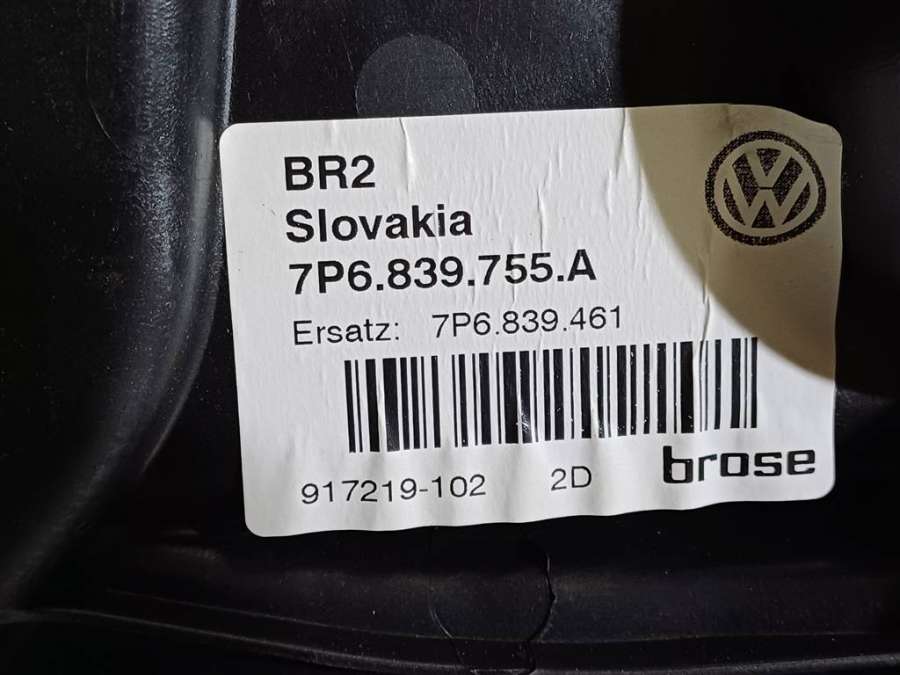 BR2
Slovakia
7P6.839.755.A
Ersatz: 7P6.839.461
917219-102 2D brose